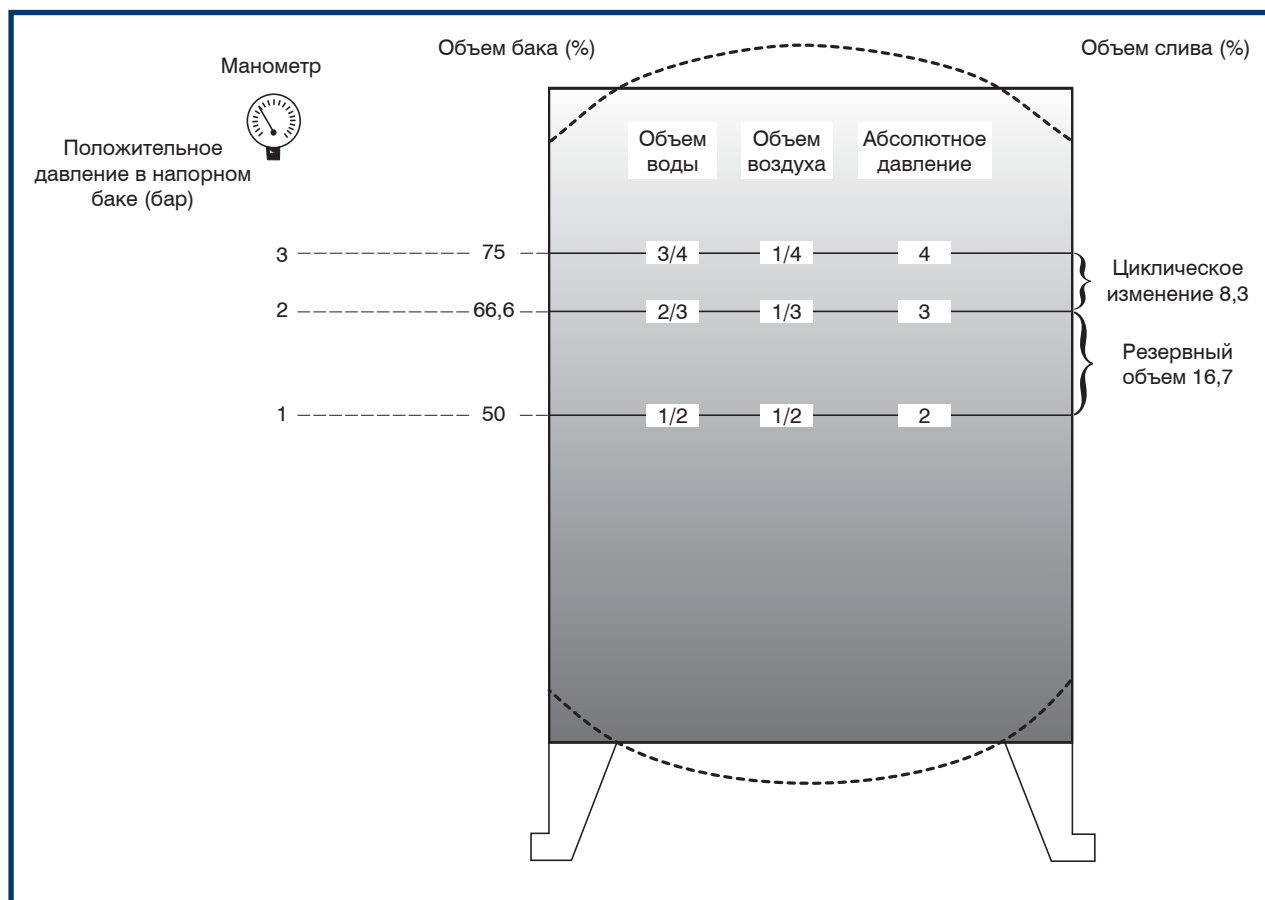 Объем бака (%)
Объем слива (%)
Манометр
Положительное
давление в напорном
баке (бар)
Объем
воды
Объем
воздуха
Абсолютное
давление
3 75 3/4 1/4 4
2 66,6 2/3 1/3 3
1 50 1/2 1/2 2
Циклическое
изменение 8,3
Резервный
объем 16,7